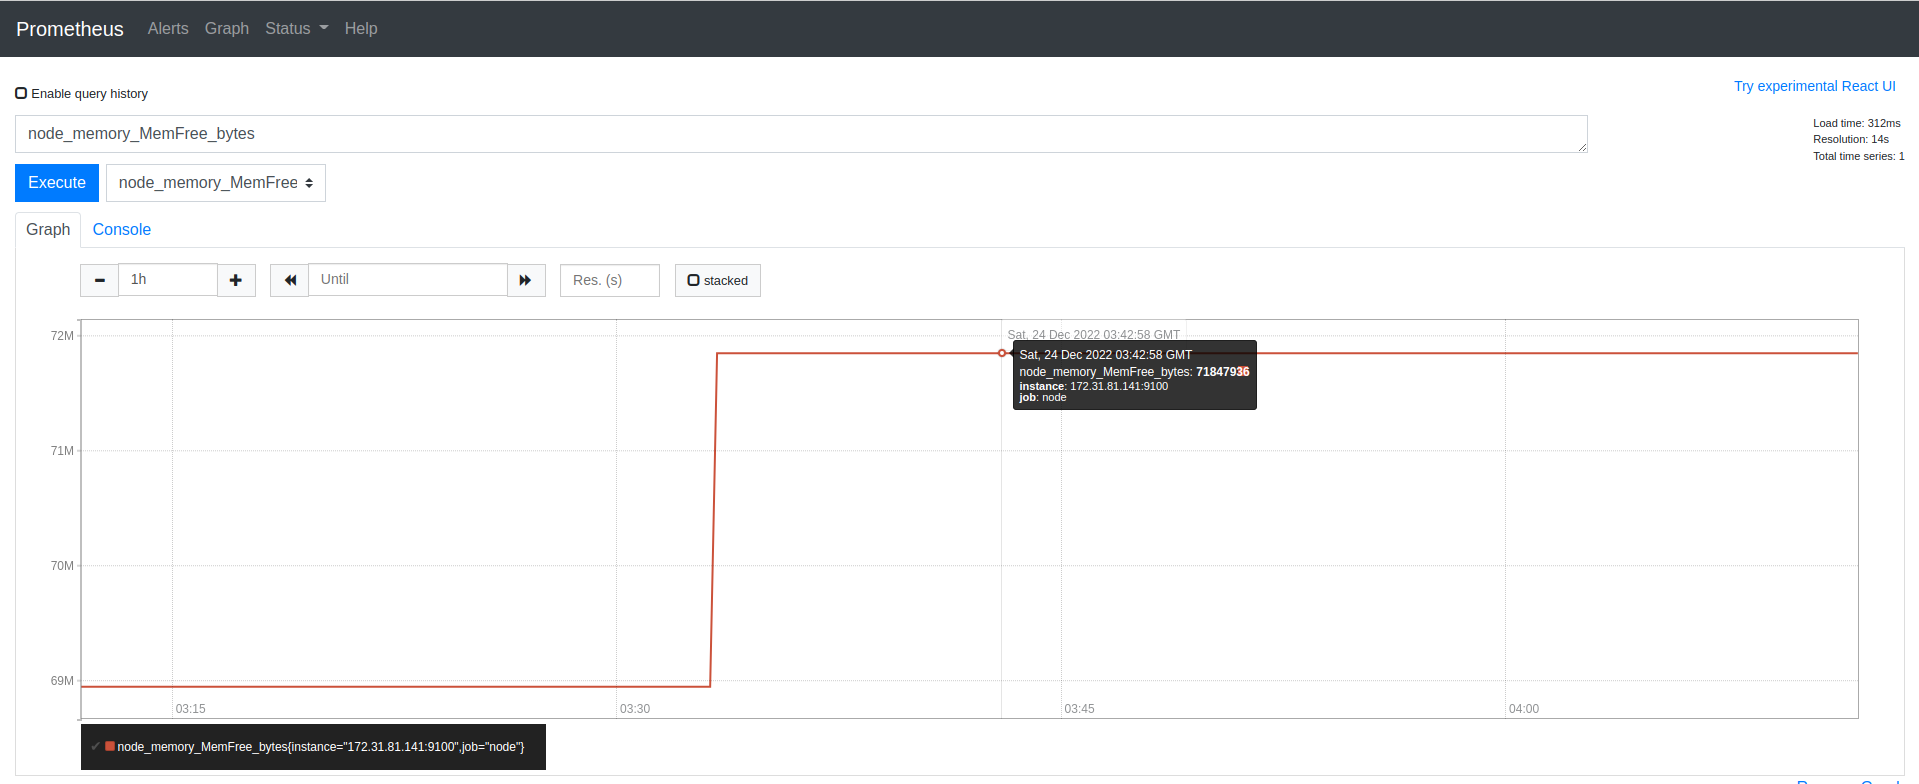 Prometheus Alerts Graph Status Help
Enable query history
Try experimental React UI
node_memory_MemFree_bytes
Load time: 312ms
Resolution: 14s
Total time series: 1
Execute node_memory_MemFree
Graph Console
1h Until Res. (s) stacked
72M
71M
70M
69M
Sat, 24 Dec 2022 03:42:58 GMT
Sat, 24 Dec 2022 03:42:58 GMT
node_memory_MemFree_bytes: 71847936
instance: 172.31.81.141:9100
job: node
03:15 03:30 03:45 04:00
node_memory_MemFree_bytes{instance="172.31.81.141:9100",job="node"}